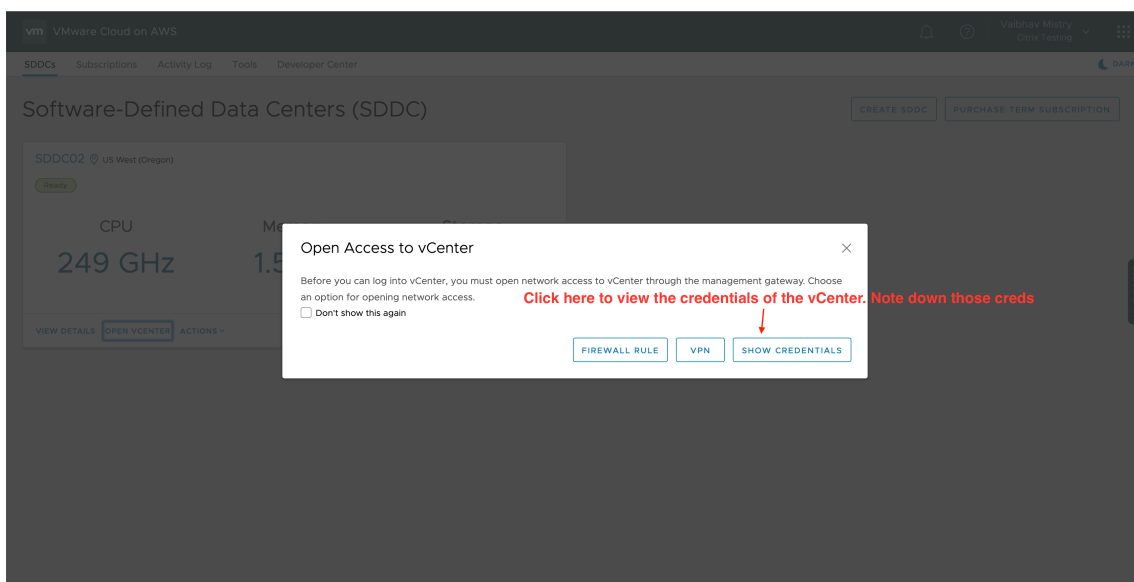 vm VMware Cloud on AWS
Vaibhav Mistry
Citrix Testing
SDDCs Subscriptions Activity Log Tools Developer Center
DARK
Software-Defined Data Centers (SDDC)
CREATE SDDC PURCHASE TERM SUBSCRIPTION
SDDC02 US West (Oregon)
Ready
CPU
249 GHz 1.5
Open Access to vCenter
Before you can log into vCenter, you must open network access to vCenter through the management gateway. Choose
an option for opening network access.
Click here to view the credentials of the vCenter. Note down those creds
Don't show this again
VIEW DETAILS OPEN VCENTER ACTIONS
FIREWALL RULE VPN SHOW CREDENTIALS